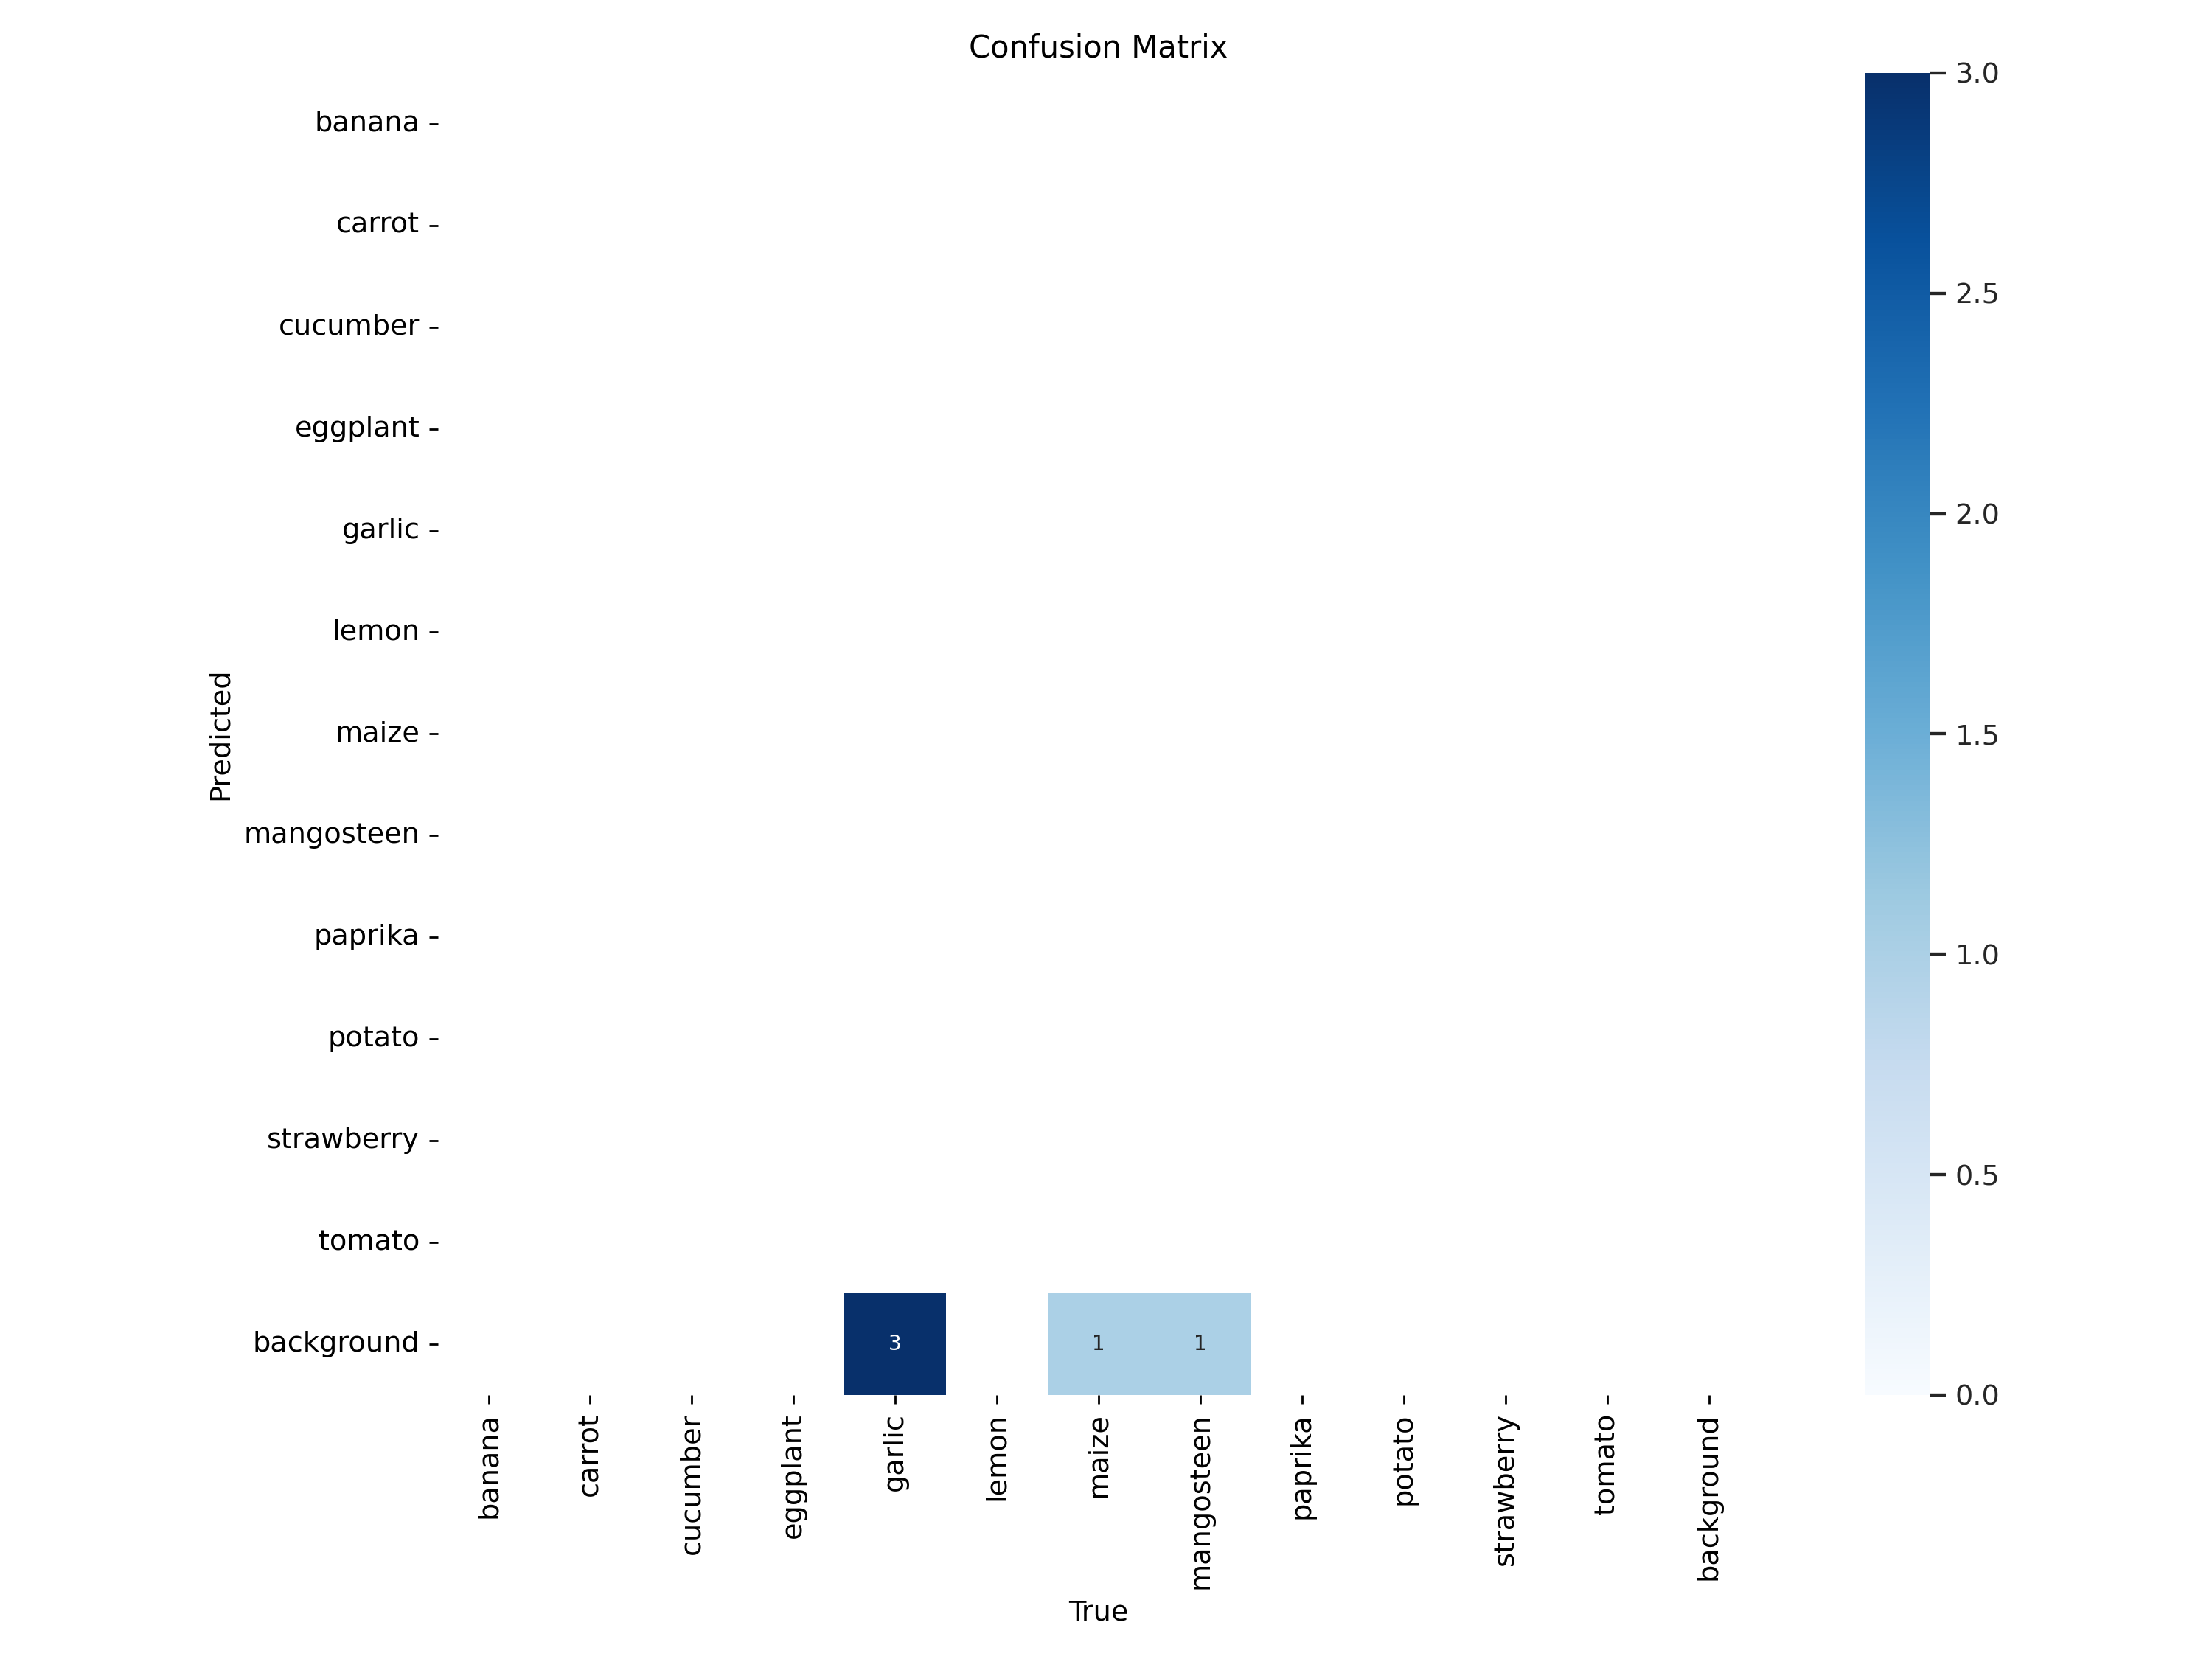 Confusion Matrix
banana
carrot
cucumber
eggplant
garlic
lemon
maize
mangosteen
paprika
potato
strawberry
tomato
background
Predicted
3
1
1
banana
carrot
cucumber
eggplant
garlic
lemon
maize
mangosteen
paprika
potato
strawberry
tomato
background
True
3.0
2.5
2.0
1.5
1.0
0.5
0.0